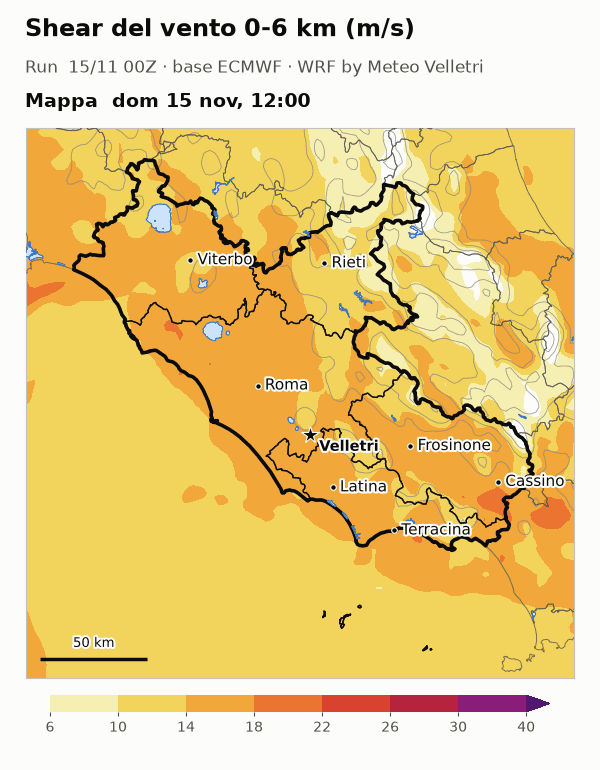 Shear del vento 0-6 km (m/s)
Run  15/11 00Z · base ECMWF · WRF by Meteo Velletri
Mappa  dom 15 nov, 12:00
Viterbo
Rieti
Roma
Velletri
Frosinone
Latina
Cassino
Terracina
50 km
6 10 14 18 22 26 30 40